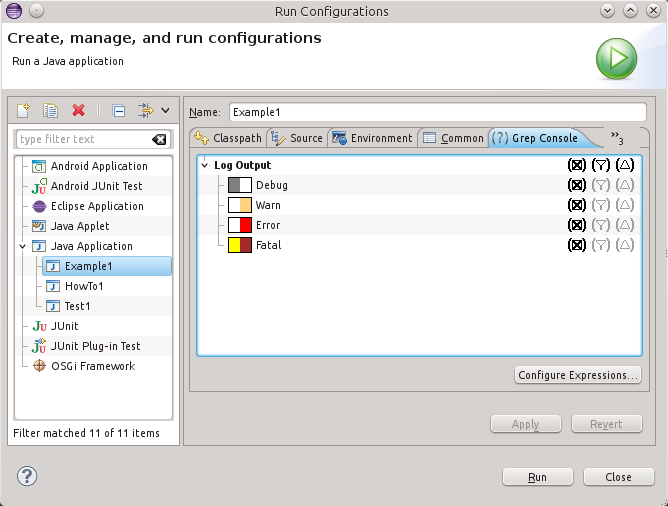 Run Configurations
Create, manage, and run configurations
Run a Java application
type filter text
Android Application
Android JUnit Test
Eclipse Application
Java Applet
Java Application
Example1
HowTo1
Test1
JUnit
JUnit Plug-in Test
OSGi Framework
Filter matched 11 of 11 items
Name: Example1
Classpath Source Environment Common Grep Console »3
Log Output
Debug
Warn
Error
Fatal
Configure Expressions...
Apply Revert
Run Close